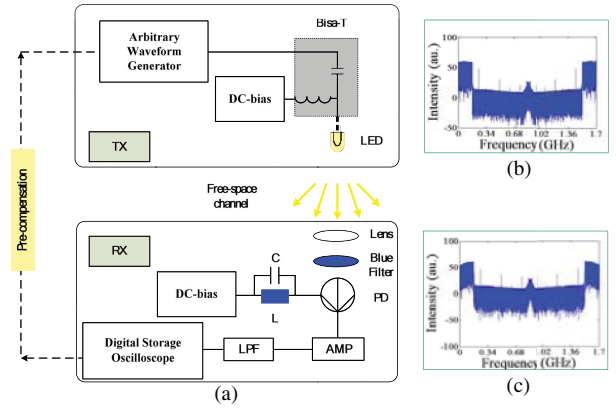 Arbitrary
Waveform
Generator
Bisa-T
DC-bias
LED
TX
Free-space
channel
Pre-compensation
RX
Lens
Blue
Filter
C
DC-bias
PD
L
Digital Storage
Oscilloscope
LPF
AMP
(a)
Intensity (au.)
100
50
0
-50
0 0.34 0.68 1.02 1.36 1.7
Frequency(GHz)
(b)
Intensity (au.)
100
50
0
-50
-100
0 0.34 0.68 1.02 1.36 1.7
Frequency (GHz)
(c)